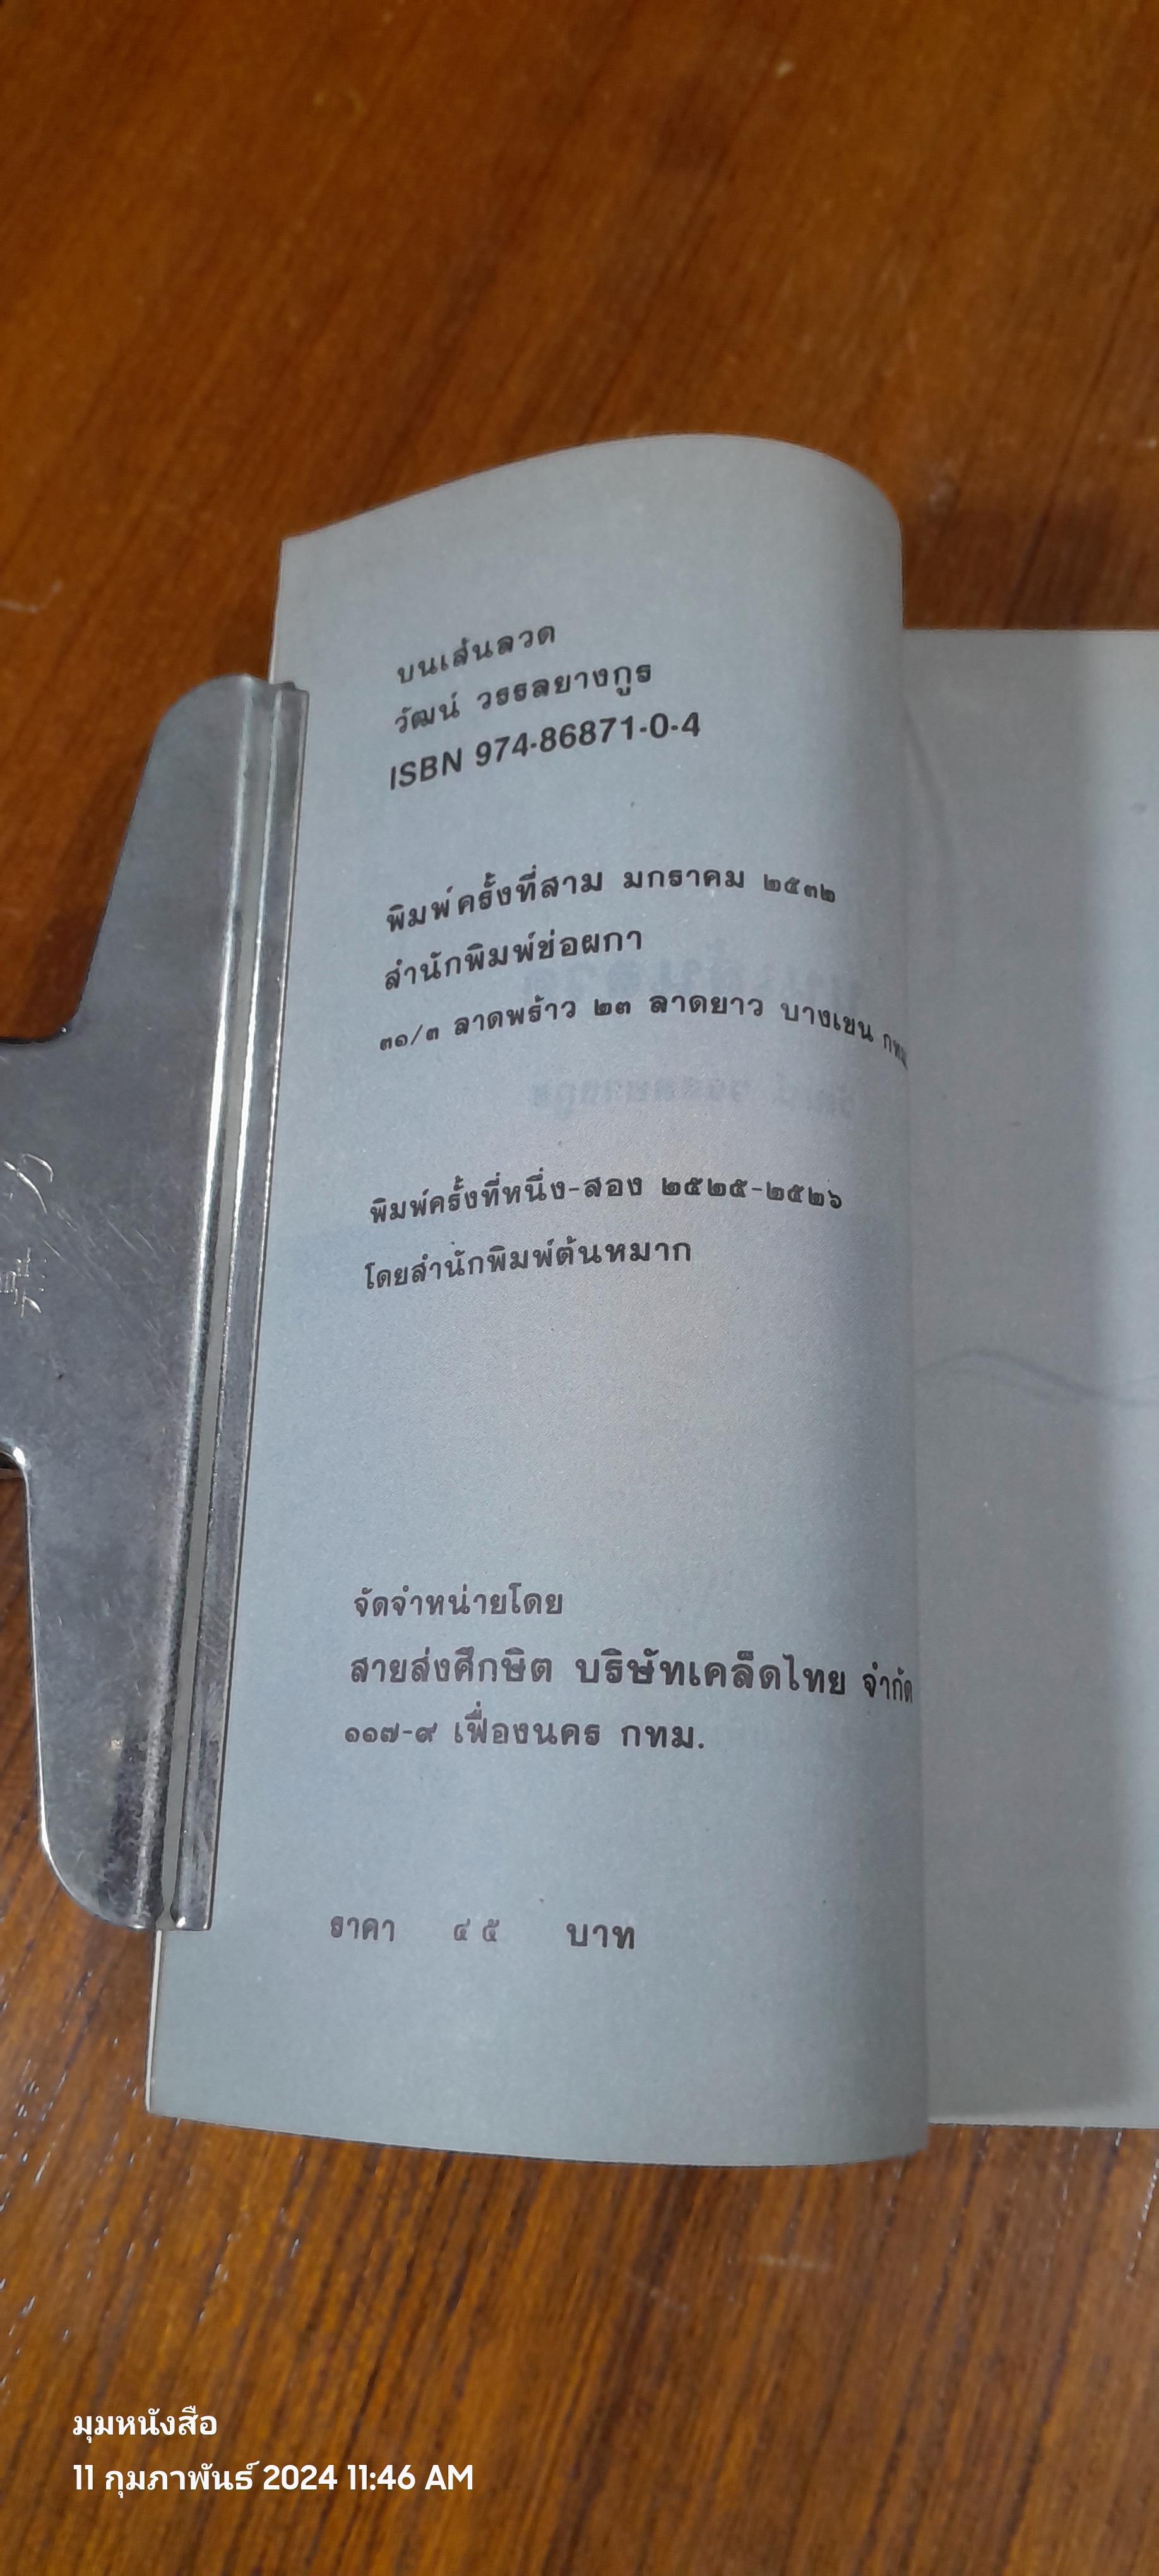 บนเส้นลวด
วัฒน์ วรรลยางกูร
ISBN 974-86871-0-4
พิมพ์ครั้งที่สาม มกราคม ๒๕๓๒
สำนักพิมพ์ช่อผกา
๓๑/๓ ลาดพร้าว ๒๓ ลาดยาว บางเขน กทม
พิมพ์ครั้งที่หนึ่ง-สอง ๒๕๒๕-๒๕๒๖
โดยสำนักพิมพ์ต้นหมาก
จัดจำหน่ายโดย
สายส่งศึกษิต บริษัทเคล็ดไทย จำกัด
๑๑๗-๙ เฟื่องนคร กทม.
ราคา ๔๕ บาท
มุมหนังสือ
11 กุมภาพันธ์ 2024 11:46 AM